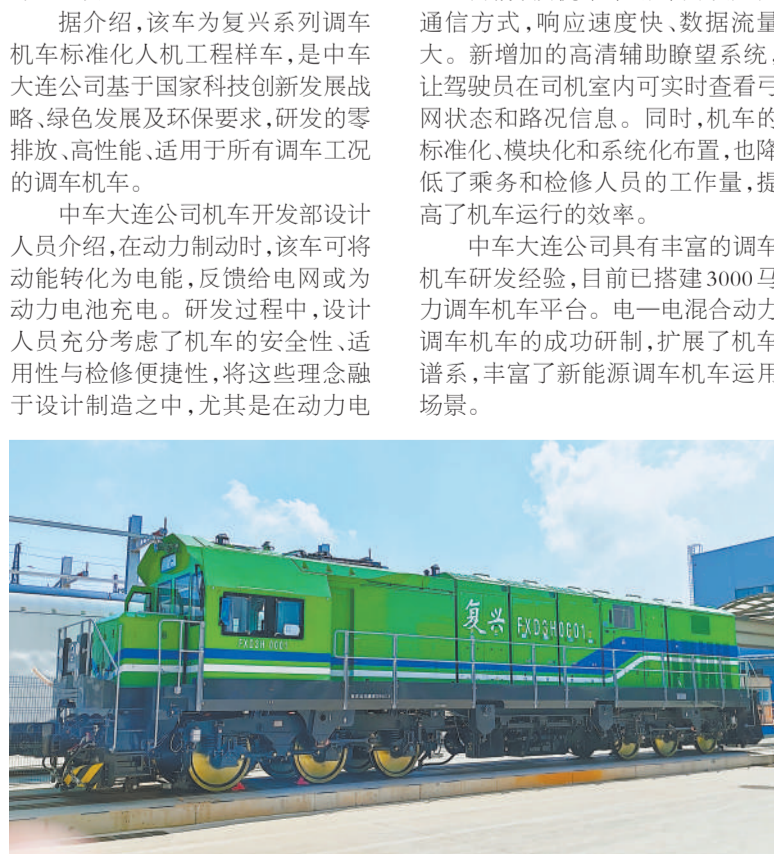 据介绍,该车为复兴系列调车
机车标准化人机工程样车,是中车
大连公司基于国家科技创新发展战
略、绿色发展及环保要求,研发的零
排放、高性能、适用于所有调车工况
的调车机车。
中车大连公司机车开发部设计
人员介绍,在动力制动时,该车可将
动能转化为电能,反馈给电网或为
动力电池充电。研发过程中,设计
人员充分考虑了机车的安全性、适
用性与检修便捷性,将这些理念融
于设计制造之中,尤其是在动力电
通信方式,响应速度快、数据流量
大。新增加的高清辅助瞭望系统,
让驾驶员在司机室内可实时查看弓
网状态和路况信息。同时,机车的
标准化、模块化和系统化布置,也降
低了乘务和检修人员的工作量,提
高了机车运行的效率。
中车大连公司具有丰富的调车
机车研发经验,目前已搭建3000马
力调车机车平台。电—电混合动力
调车机车的成功研制,扩展了机车
谱系,丰富了新能源调车机车运用
场景。
复兴 FXD2H0001
FXD2H 0001